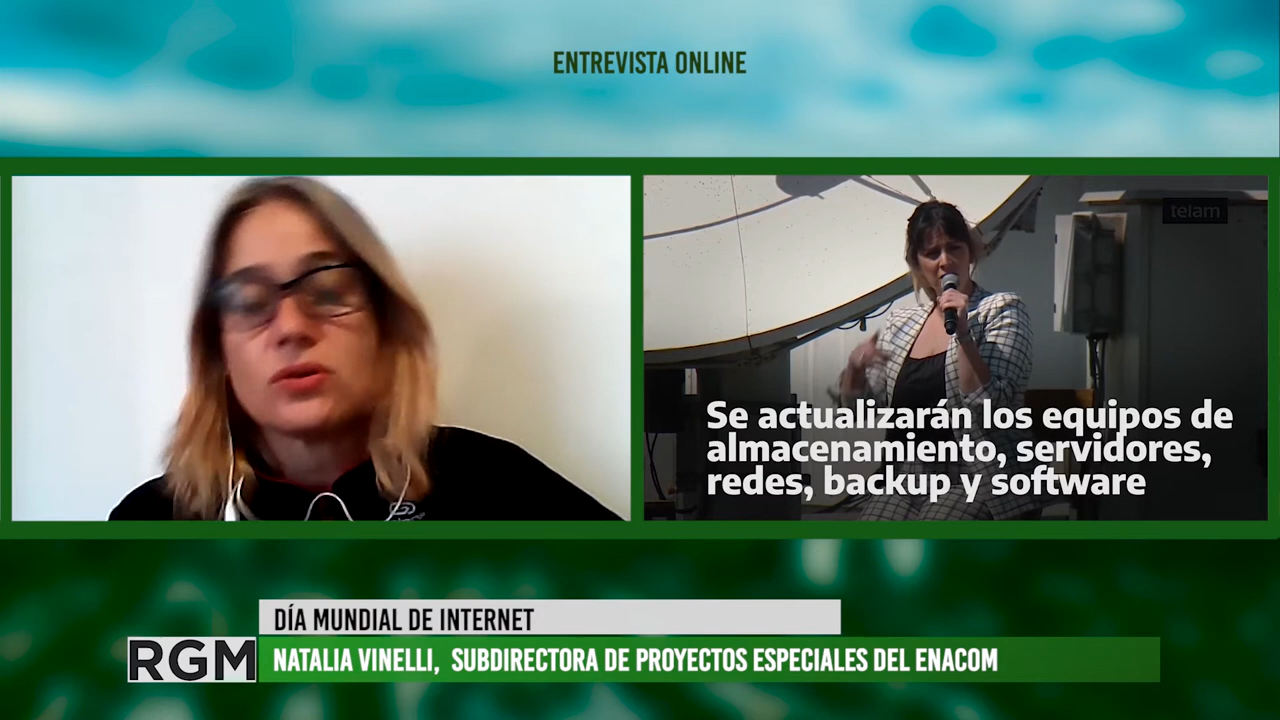 ENTREVISTA ONLINE
télam
Se actualizarán los equipos de
almacenamiento, servidores,
redes, backup y software
DÍA MUNDIAL DE INTERNET
RGM
NATALIA VINELLI, SUBDIRECTORA DE PROYECTOS ESPECIALES DEL ENACOM